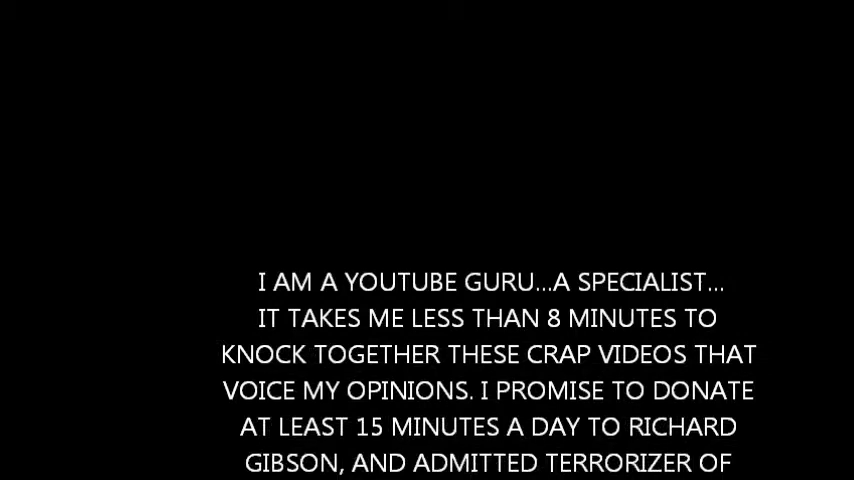 I AM A YOUTUBE GURU...A SPECIALIST...
IT TAKES ME LESS THAN 8 MINUTES TO
KNOCK TOGETHER THESE CRAP VIDEOS THAT
VOICE MY OPINIONS. I PROMISE TO DONATE
AT LEAST 15 MINUTES A DAY TO RICHARD
GIBSON, AND ADMITTED TERRORIZER OF